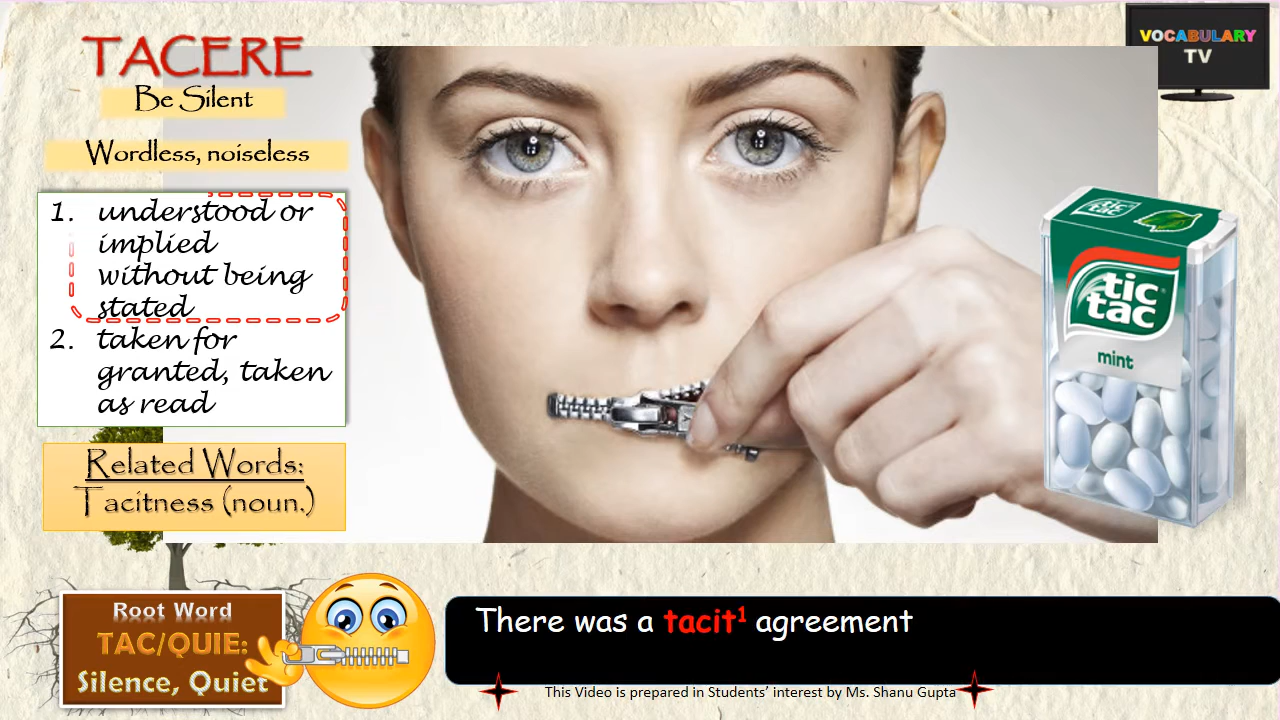 TACERE
Be Silent
Wordless, noiseless
1. understood or
implied
without being
stated
2. taken for
granted, taken
as read
Related Words:
Tacitness (noun.)
Root Word
TAC/QUIE:
Silence, Quiet
VOCABULARY
TV
tic
tac
tic
tac
mint
There was a tacit¹ agreement
This Video is prepared in Students’ interest by Ms. Shanu Gupta